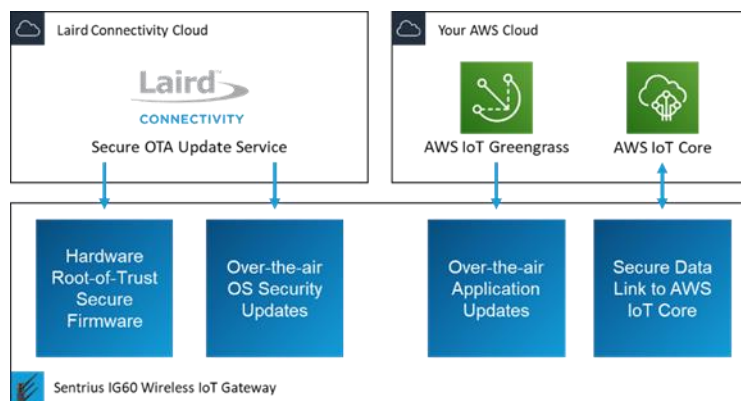 Laird Connectivity Cloud
Laird™
CONNECTIVITY
Secure OTA Update Service
Your AWS Cloud
AWS IoT Greengrass
AWS IoT Core
Hardware
Root-of-Trust
Secure
Firmware
Over-the-air
OS Security
Updates
Over-the-air
Application
Updates
Secure Data
Link to AWS
IoT Core
Sentrius IG60 Wireless IoT Gateway